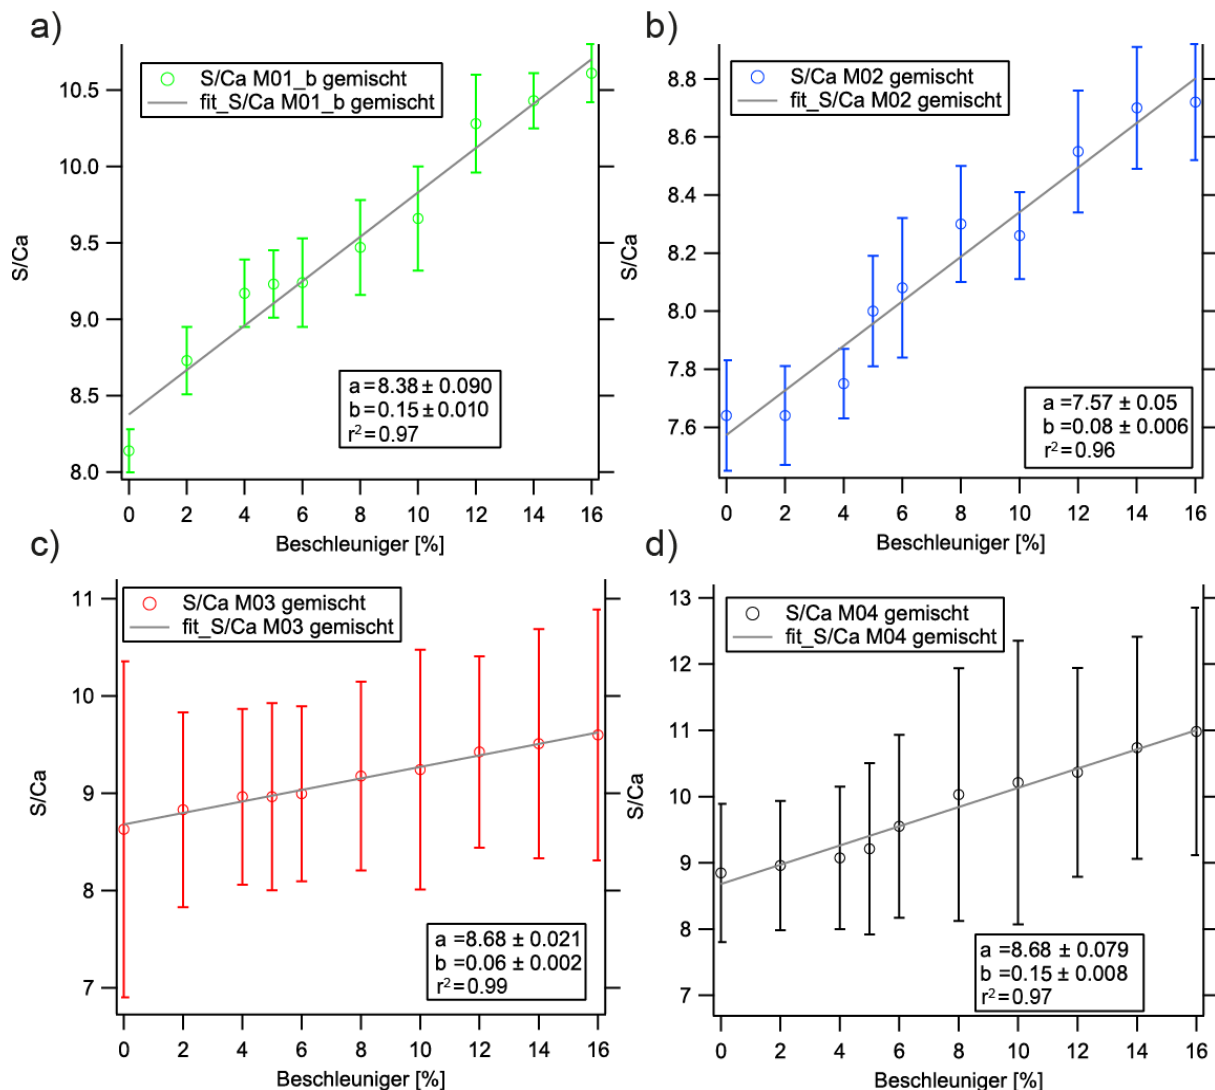 a)
S/Ca M01_b gemischt
fit_S/Ca M01_b gemischt
10.5
10.0
9.5
9.0
8.5
8.0
S/Ca
a = 8.38 ± 0.090
b = 0.15 ± 0.010
r² = 0.97
0 2 4 6 8 10 12 14 16
Beschleuniger [%]
b)
S/Ca M02 gemischt
fit_S/Ca M02 gemischt
8.8
8.6
8.4
8.2
8.0
7.8
7.6
S/Ca
a = 7.57 ± 0.05
b = 0.08 ± 0.006
r² = 0.96
0 2 4 6 8 10 12 14 16
Beschleuniger [%]
c)
S/Ca M03 gemischt
fit_S/Ca M03 gemischt
11
10
9
8
7
S/Ca
a = 8.68 ± 0.021
b = 0.06 ± 0.002
r² = 0.99
0 2 4 6 8 10 12 14 16
Beschleuniger [%]
d)
S/Ca M04 gemischt
fit_S/Ca M04 gemischt
13
12
11
10
9
8
7
S/Ca
a = 8.68 ± 0.079
b = 0.15 ± 0.008
r² = 0.97
0 2 4 6 8 10 12 14 16
Beschleuniger [%]